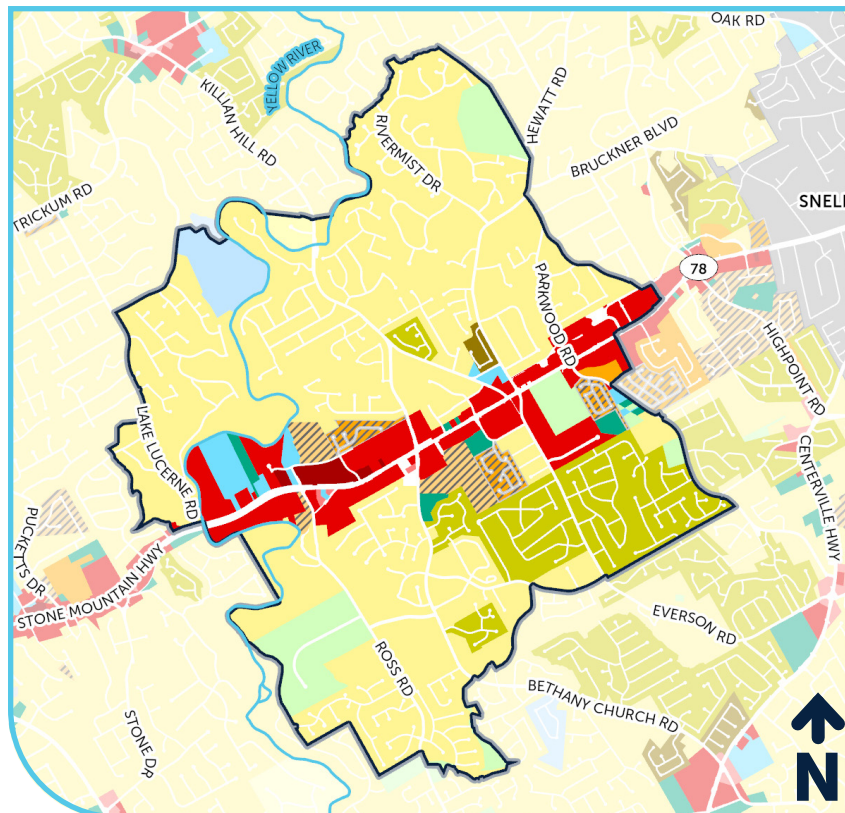 OAK RD
YELLOW RIVER
KILLIAN HILL RD
HEWATT RD
RIVERMIST DR
BRUCKNER BLVD
TRICKUM RD
SNELL
78
PARKWOOD RD
HIGHPOINT RD
LAKE LUCERNE RD
CENTERVILLE HWY
PUCKETTS DR
STONE MOUNTAIN HWY
EVERSON RD
ROSS RD
BETHANY CHURCH RD
STONE DR
N